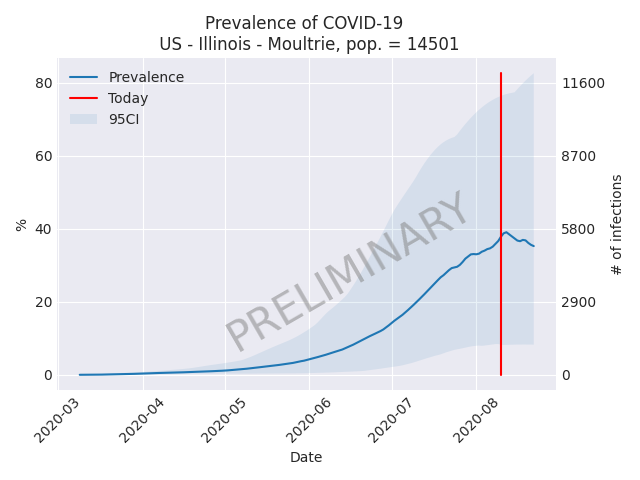 Prevalence of COVID-19
US - Illinois - Moultrie, pop. = 14501
Prevalence
Today
95CI
80
60
40
20
0
%
11600
8700
5800
2900
0
# of infections
PRELIMINARY
2020-03
2020-04
2020-05
2020-06
2020-07
2020-08
Date